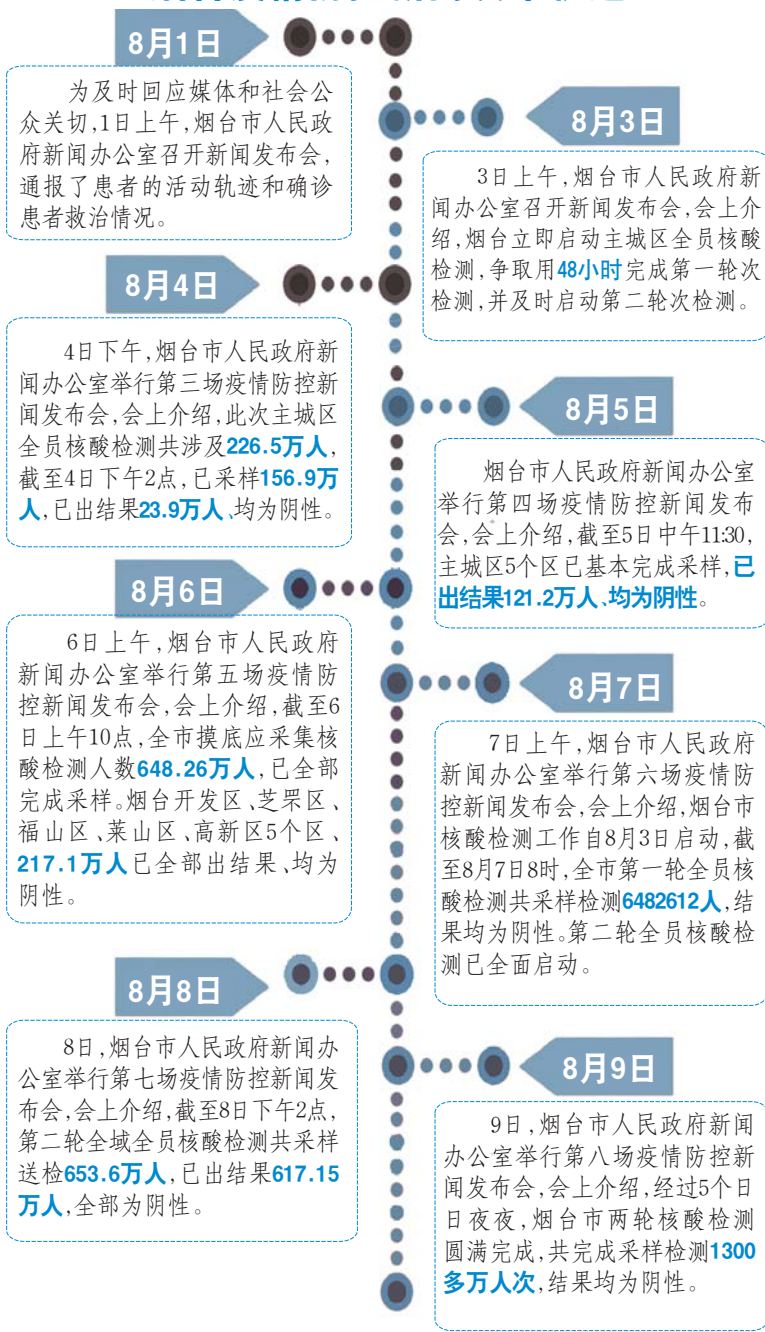 8月1日
为及时回应媒体和社会公
众关切,1日上午,烟台市人民政
府新闻办公室召开新闻发布会,
通报了患者的活动轨迹和确诊
患者救治情况。
8月3日
3日上午,烟台市人民政府新
闻办公室召开新闻发布会,会上介
绍,烟台立即启动主城区全员核酸
检测,争取用48小时完成第一轮次
检测,并及时启动第二轮次检测。
8月4日
4日下午,烟台市人民政府新
闻办公室举行第三场疫情防控新
闻发布会,会上介绍,此次主城区
全员核酸检测共涉及226.5万人,
截至4日下午2点,已采样156.9万
人,已出结果23.9万人、均为阴性。
8月5日
烟台市人民政府新闻办公室
举行第四场疫情防控新闻发布
会,会上介绍,截至5日中午11:30,
主城区5个区已基本完成采样,已
出结果121.2万人、均为阴性。
8月6日
6日上午,烟台市人民政府
新闻办公室举行第五场疫情防
控新闻发布会,会上介绍,截至6
日上午10点,全市摸底应采集核
酸检测人数648.26万人,已全部
完成采样。烟台开发区、芝罘区、
福山区、莱山区、高新区5个区、
217.1万人已全部出结果、均为
阴性。
8月7日
7日上午,烟台市人民政府
新闻办公室举行第六场疫情防
控新闻发布会,会上介绍,烟台市
核酸检测工作自8月3日启动,截
至8月7日8时,全市第一轮全员核
酸检测共采样检测6482612人,结
果均为阴性。第二轮全员核酸检
测已全面启动。
8月8日
8日,烟台市人民政府新闻办
公室举行第七场疫情防控新闻发
布会,会上介绍,截至8日下午2点,
第二轮全域全员核酸检测共采样
送检653.6万人,已出结果617.15
万人,全部为阴性。
8月9日
9日,烟台市人民政府新闻
办公室举行第八场疫情防控新
闻发布会,会上介绍,经过5个日
日夜夜,烟台市两轮核酸检测
圆满完成,共完成采样检测1300
多万人次,结果均为阴性。